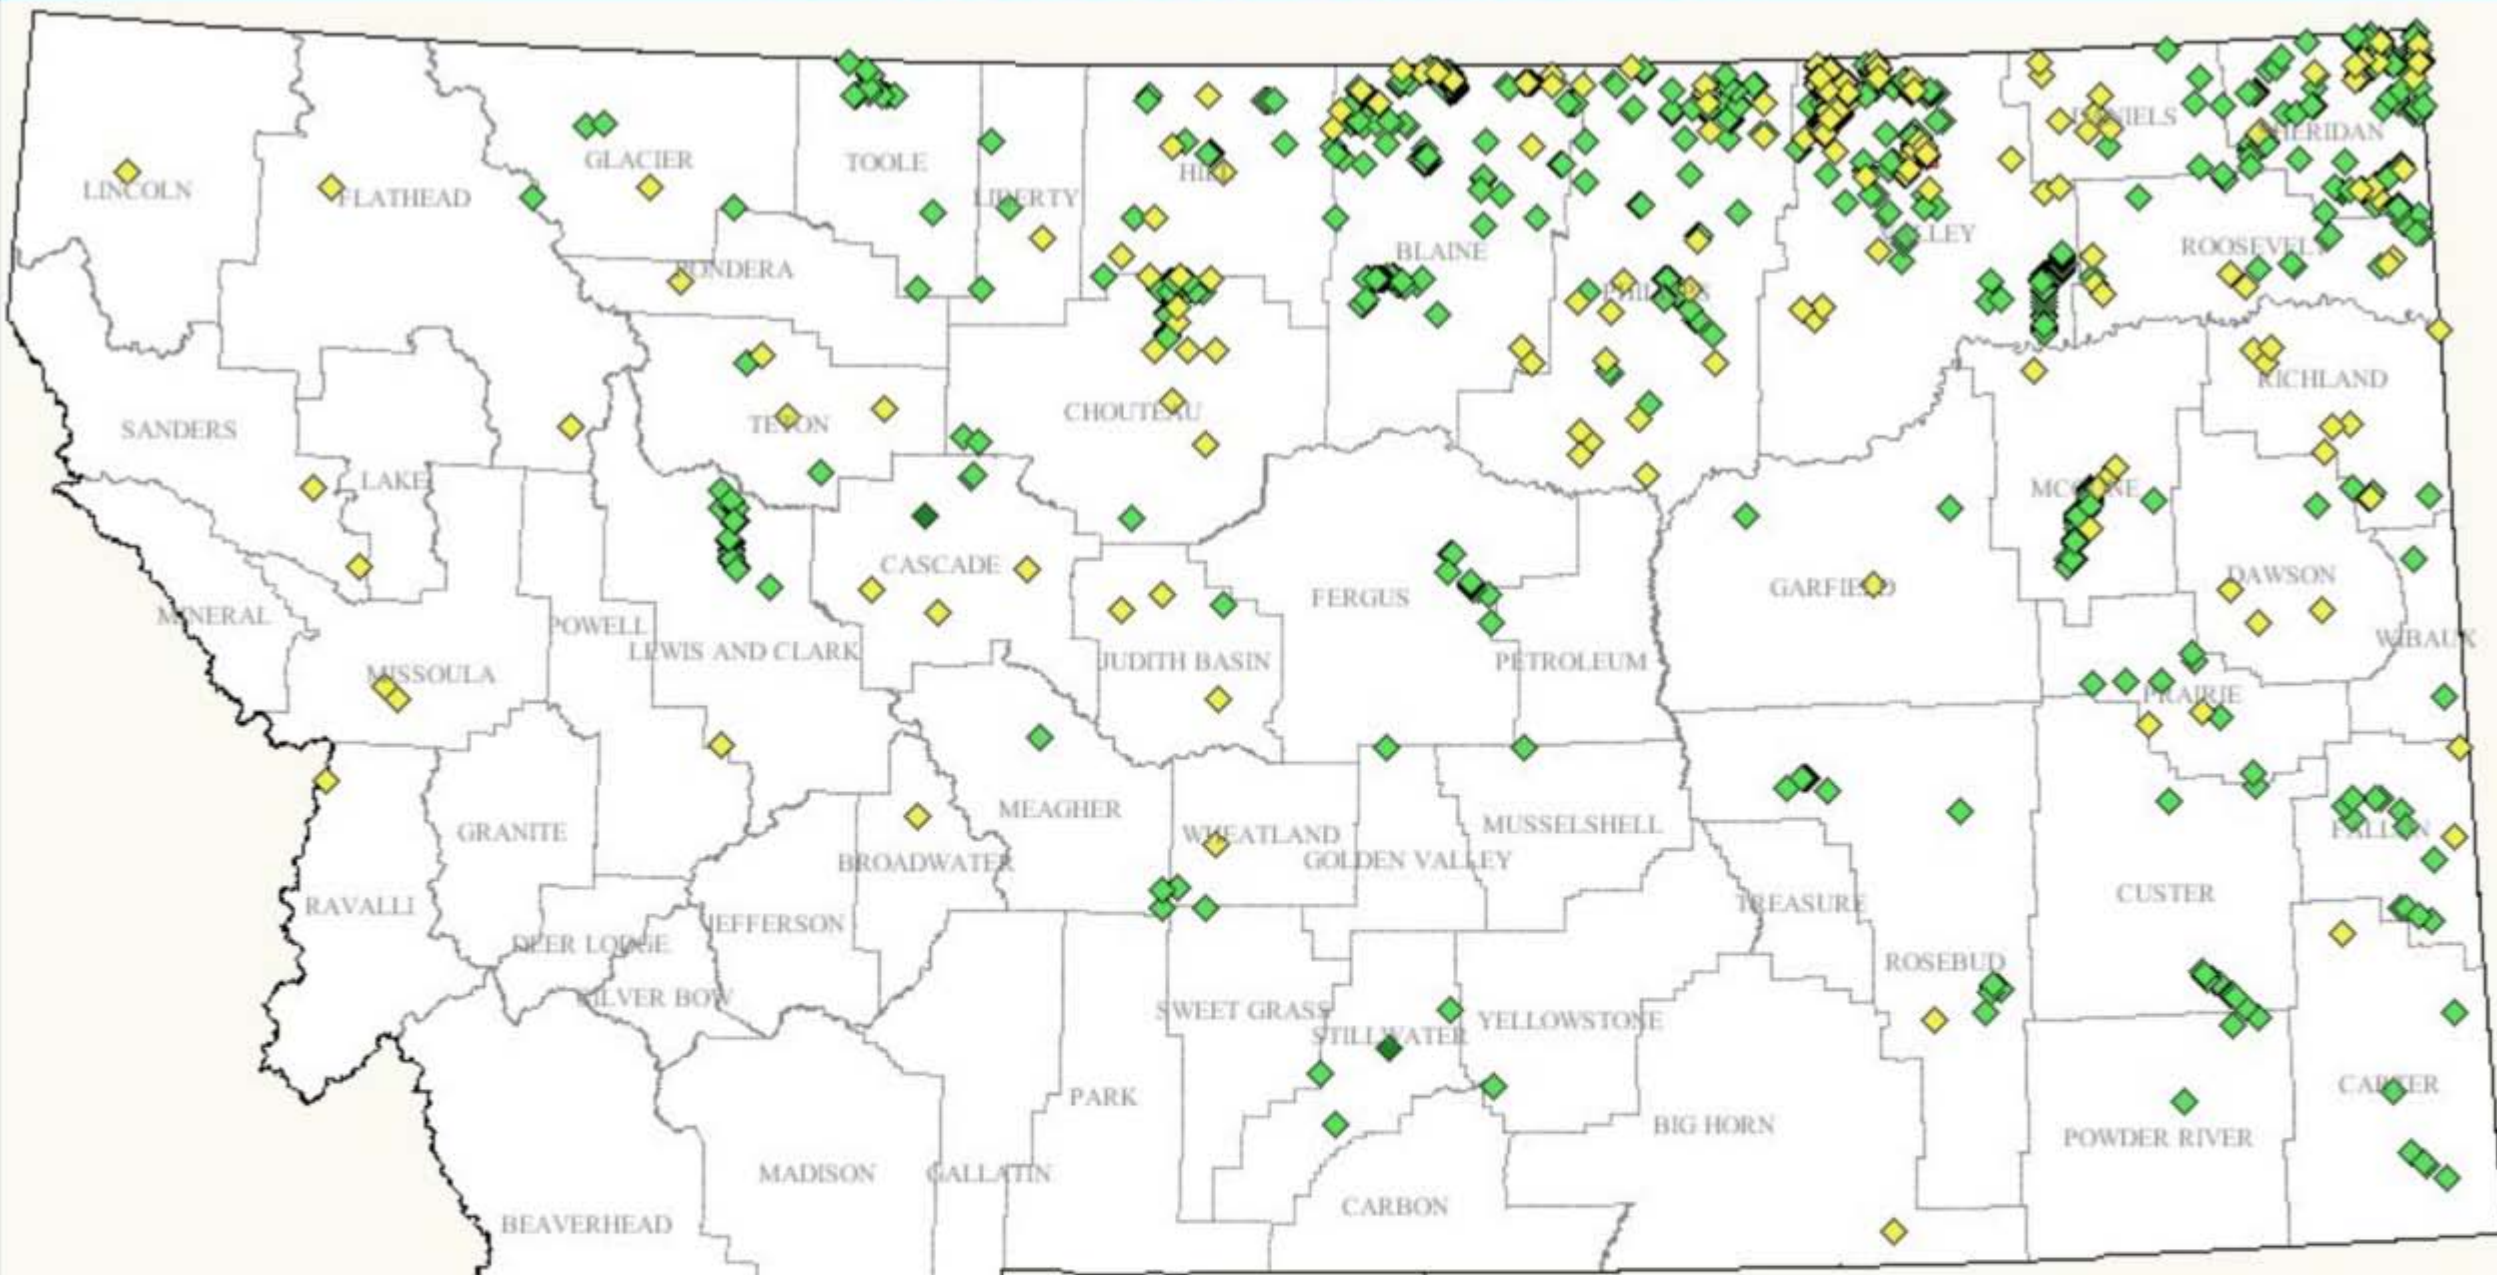 DANIELS
SHERIDAN
GLACIER
TOOLE
HILL
LINCOLN
FLATHEAD
LIBERTY
VALLEY
ROOSEVELT
BLAINE
PONDERA
PHILLIPS
RICHLAND
CHOUTEAU
TETON
SANDERS
LAKE
MCCONE
CASCADE
DAWSON
GARFIELD
FERGUS
MINERAL
POWELL
WIBAUX
LEWIS AND CLARK
JUDITH BASIN
PETROLEUM
MISSOULA
PRAIRIE
MEAGHER
MUSSELSHELL
FALLON
GRANITE
WHEATLAND
GOLDEN VALLEY
BROADWATER
CUSTER
TREASURE
RAVALLI
JEFFERSON
DEER LODGE
ROSEBUD
SILVER BOW
SWEET GRASS
YELLOWSTONE
STILLWATER
CARTER
PARK
BIG HORN
POWDER RIVER
MADISON
GALLATIN
CARBON
BEAVERHEAD